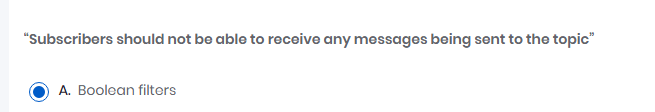 “Subscribers should not be able to receive any messages being sent to the topic”
A. Boolean filters